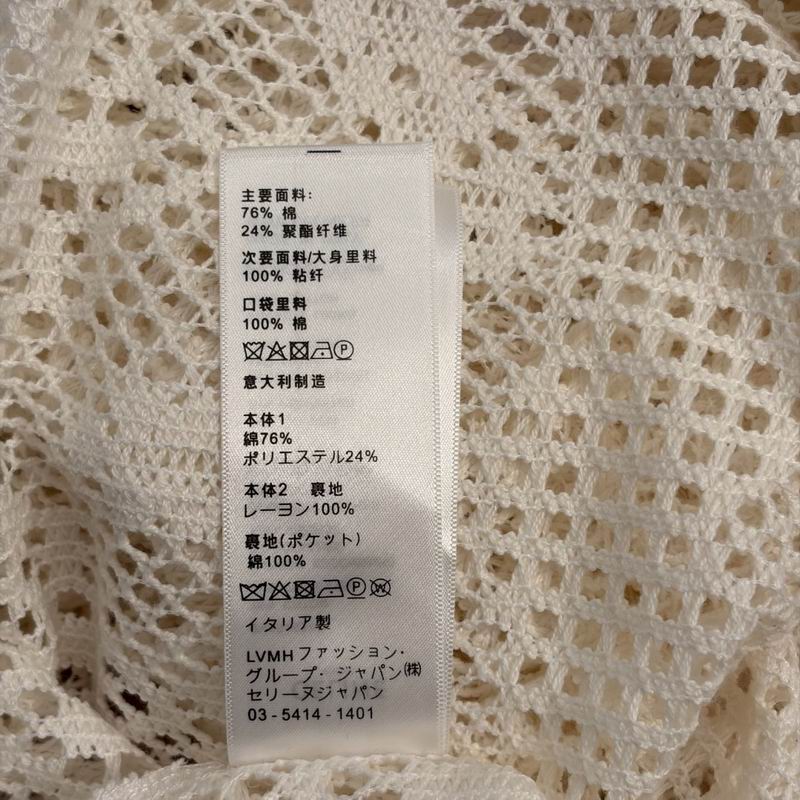 主要面料:
76% 棉
24% 聚酯纤维
次要面料/大身里料
100% 粘纤
口袋里料
100% 棉
P
意大利制造
本体1
綿76%
ポリエステル24%
本体2 裏地
レーヨン100%
裏地(ポケット)
綿100%
P W
イタリア製
LVMHファッション・
グループ・ジャパン㈱
セリーヌジャパン
03 - 5414 - 1401